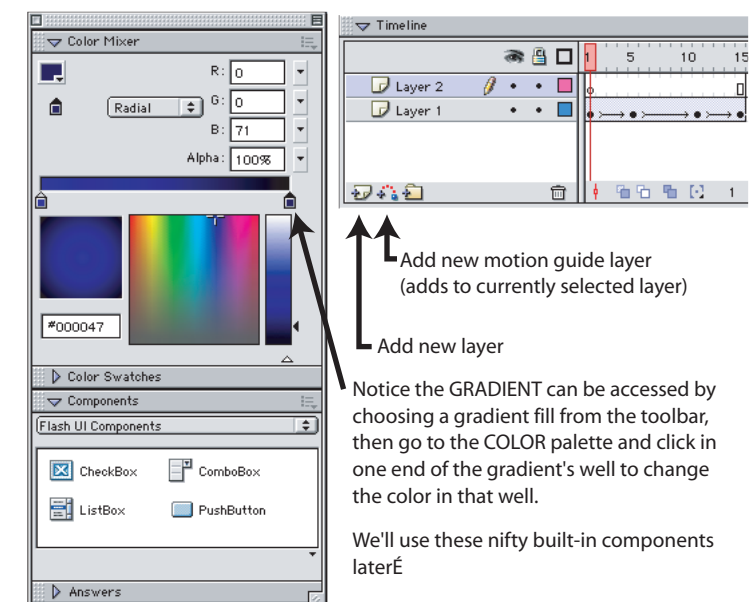 Color Mixer
R: 0
Radial
G: 0
B: 71
Alpha: 100%
#000047
Color Swatches
Components
Flash UI Components
CheckBox
ComboBox
ListBox
PushButton
Answers
Timeline
1 5 10 15
Layer 2
Layer 1
1
Add new motion guide layer
(adds to currently selected layer)
Add new layer
Notice the GRADIENT can be accessed by
choosing a gradient fill from the toolbar,
then go to the COLOR palette and click in
one end of the gradient's well to change
the color in that well.
We'll use these nifty built-in components
laterÉ